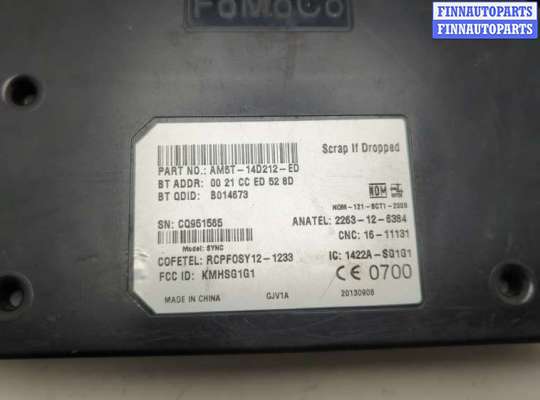 FoMoCo
FINNAUTOPARTS
FINNAUTOPARTS
Scrap If Dropped
PART NO.: AM5T-14D212-ED
BT ADDR: 00 21 CC ED 52 8D
BT QDID: B014673
NOM
NOM-121-SCT1-2009
SN: CQ951565
ANATEL: 2263-12-6384
CNC: 16-11131
Model: SYNC
COFETEL: RCPFOSY12-1233
IC: 1422A-SG1G1
FCC ID: KMHSG1G1
CE 0700
MADE IN CHINA
GJV1A
20130908